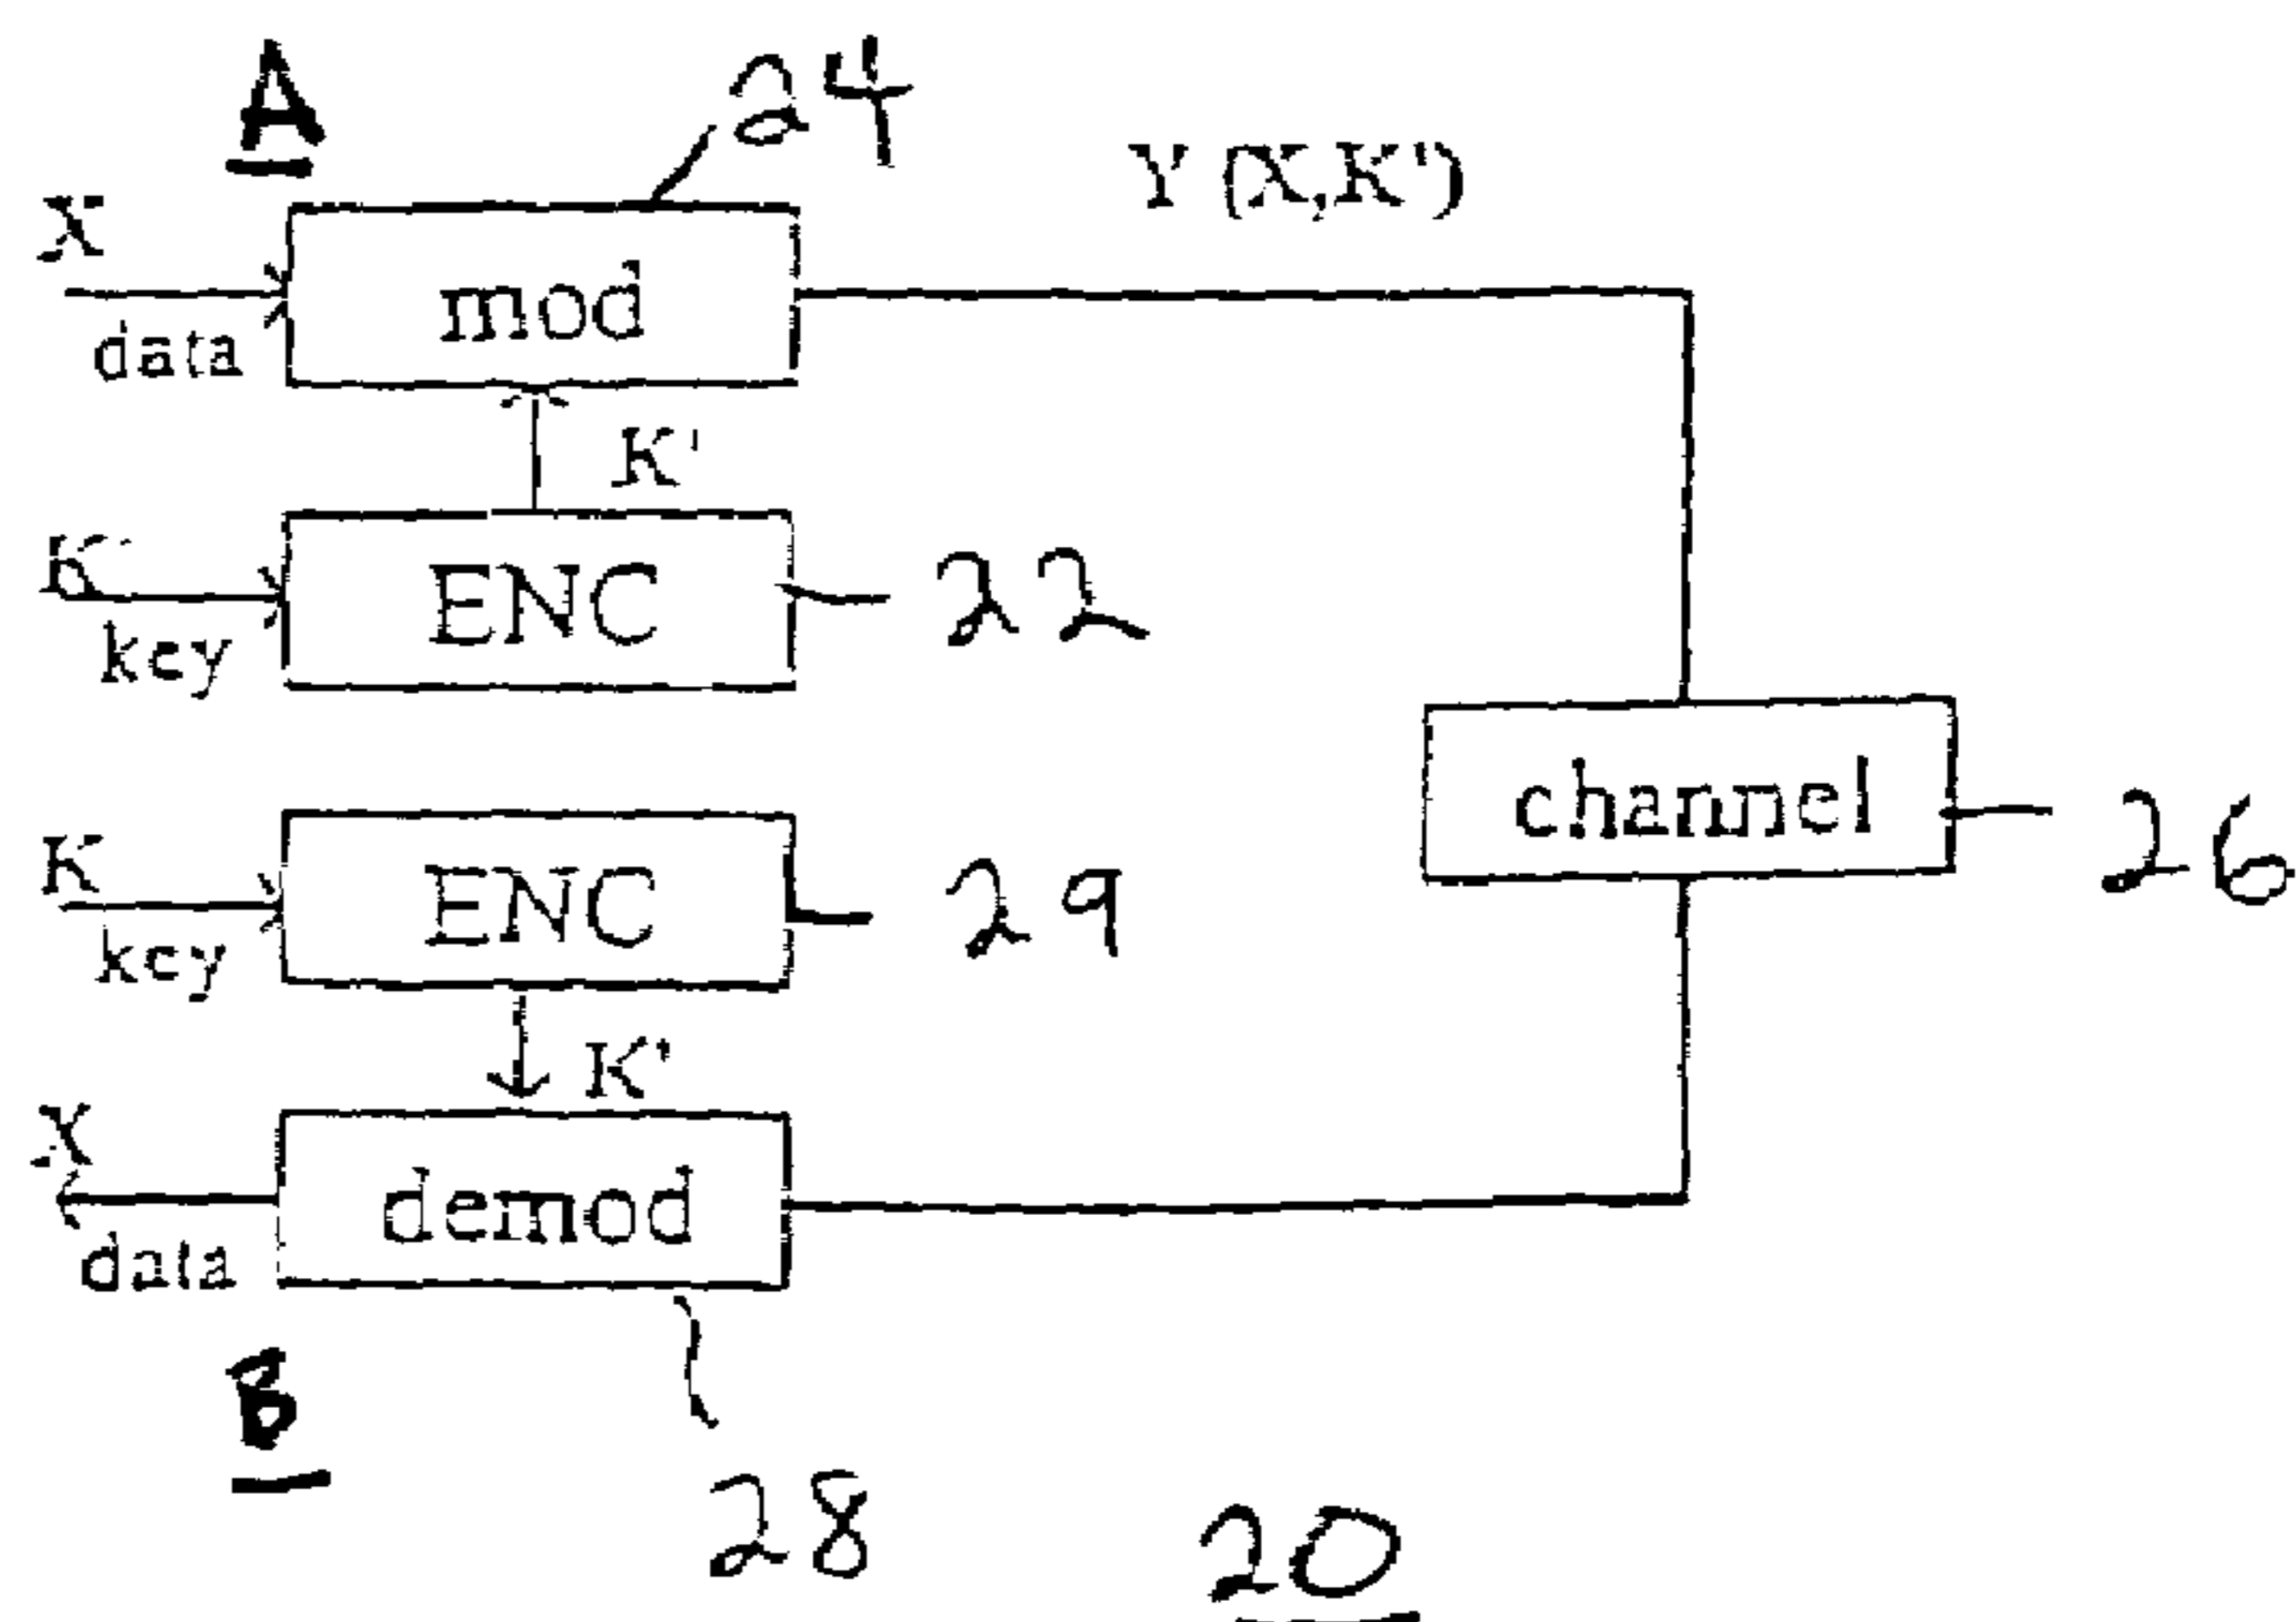 A
24
Y (X,K')
X
mod
data
K'
K
ENC
22
key
channel
26
K
ENC
29
key
K'
X
demod
data
B
28
20